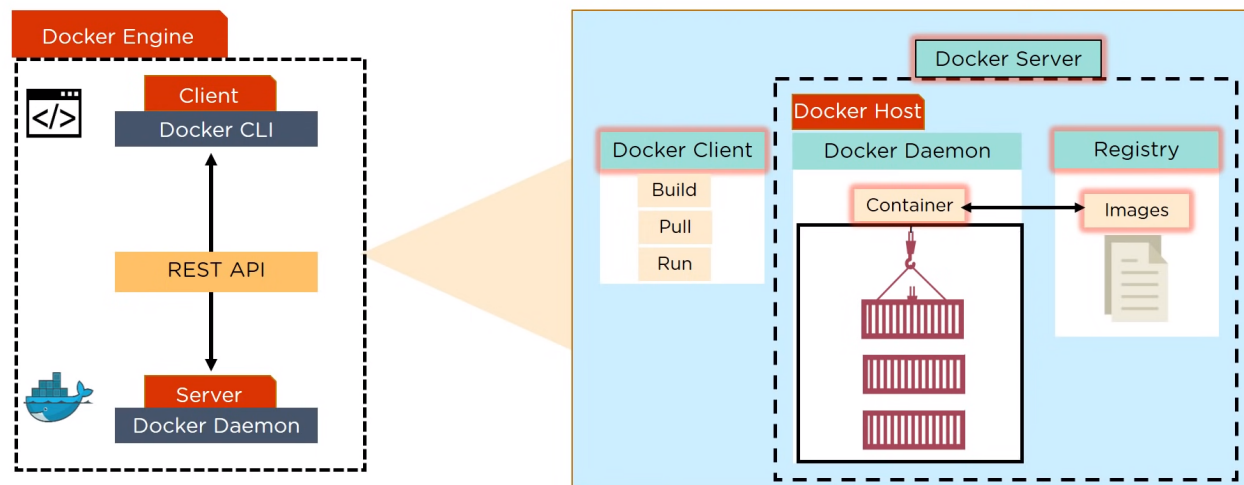 Docker Engine
Client
</>
Docker CLI
REST API
Server
Docker Daemon
Docker Server
Docker Host
Docker Client
Docker Daemon
Registry
Build
Pull
Run
Container
Images